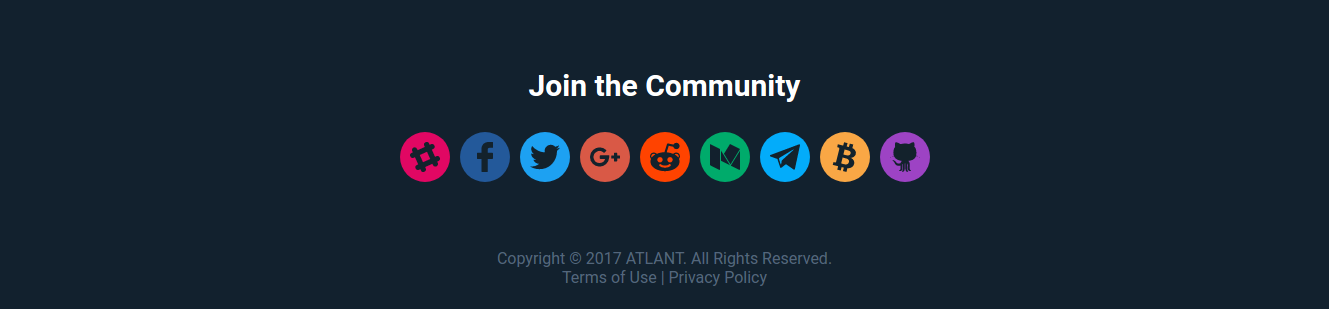 Join the Community
Copyright © 2017 ATLANT. All Rights Reserved.
Terms of Use | Privacy Policy